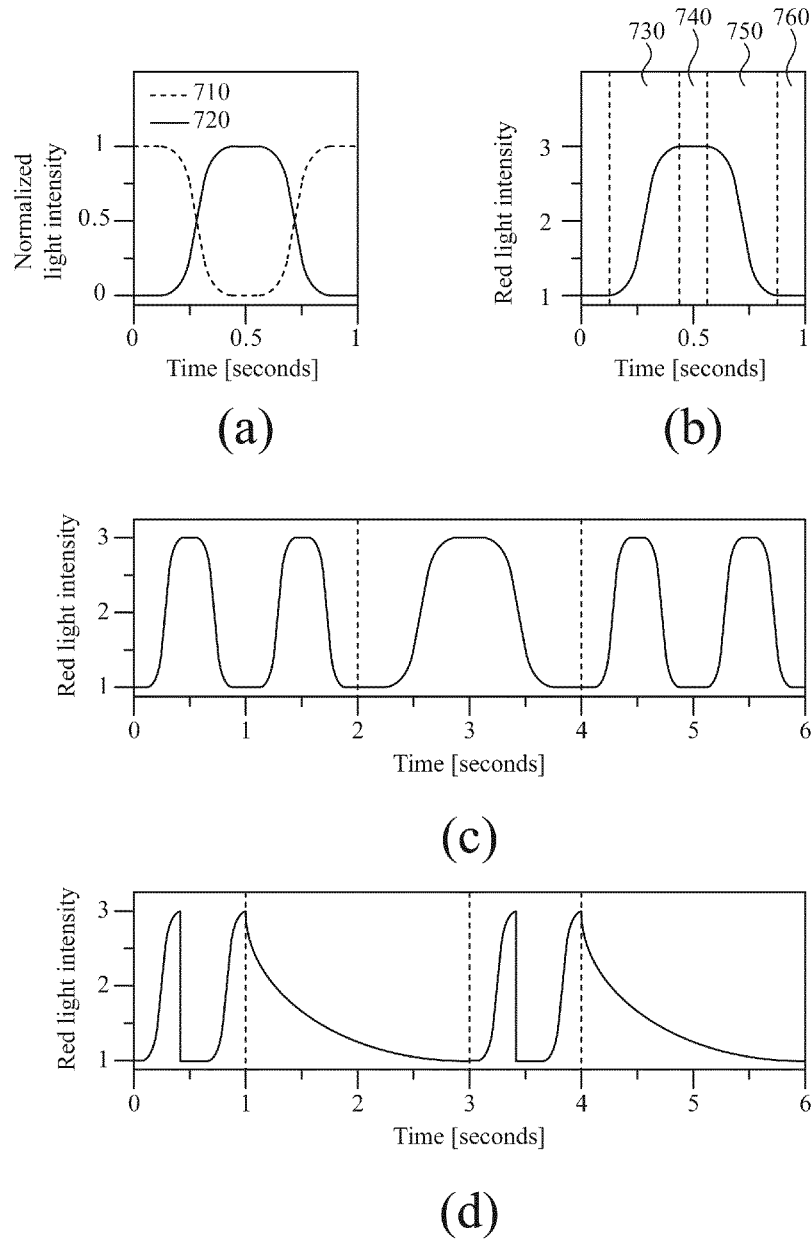 730 740 750 760
710
720
Normalized
light intensity
1
0.5
0
0 0.5 1
Time [seconds]
(a)
Red light intensity
3
2
1
0 0.5 1
Time [seconds]
(b)
Red light intensity
3
2
1
0 1 2 3 4 5 6
Time [seconds]
(c)
Red light intensity
3
2
1
0 1 2 3 4 5 6
Time [seconds]
(d)